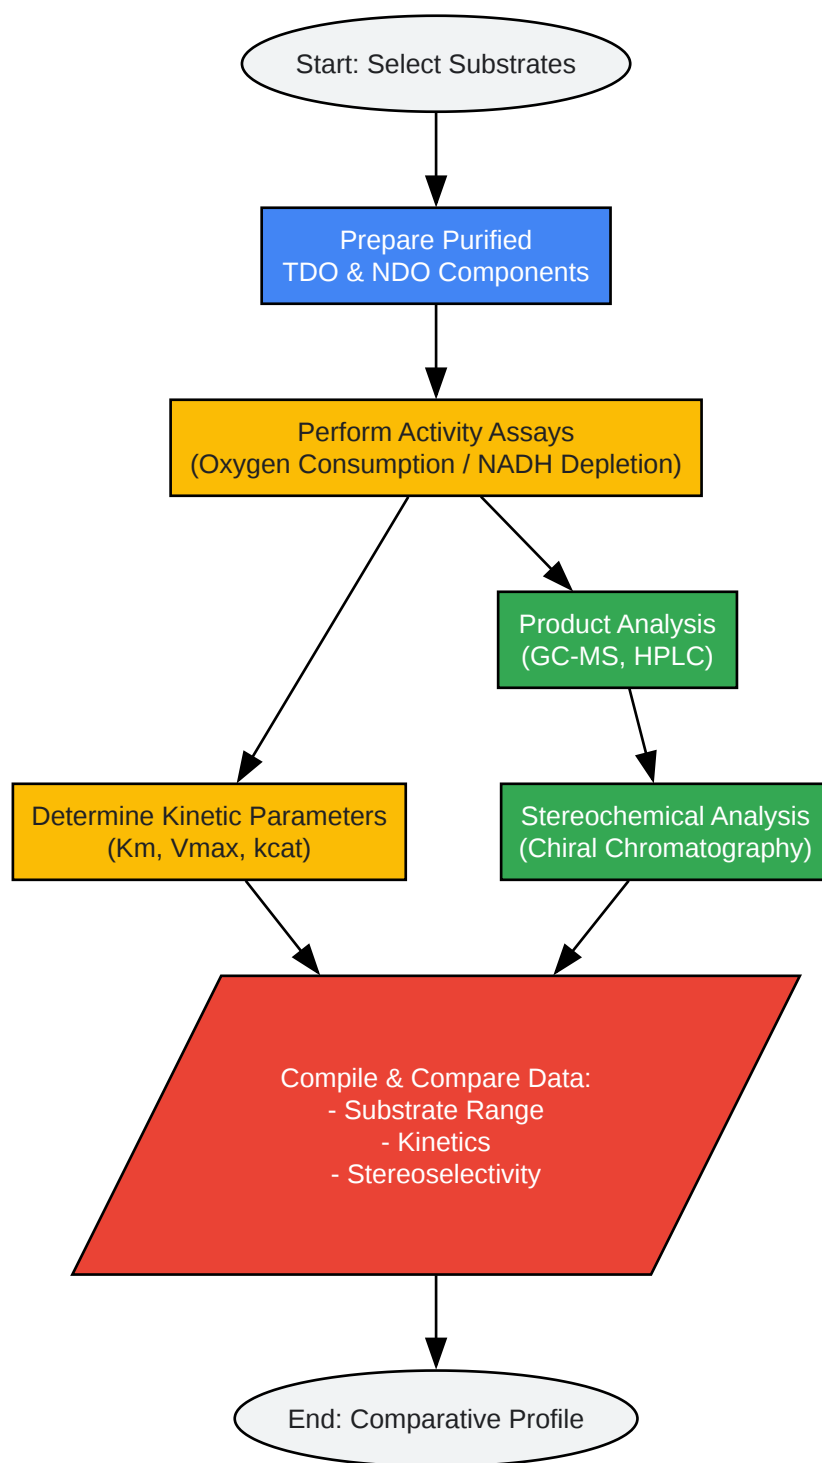 Start: Select Substrates
Prepare Purified
TDO & NDO Components
Perform Activity Assays
(Oxygen Consumption / NADH Depletion)
Product Analysis
(GC-MS, HPLC)
Determine Kinetic Parameters
(Km, Vmax, kcat)
Stereochemical Analysis
(Chiral Chromatography)
Compile & Compare Data:
- Substrate Range
- Kinetics
- Stereoselectivity
End: Comparative Profile